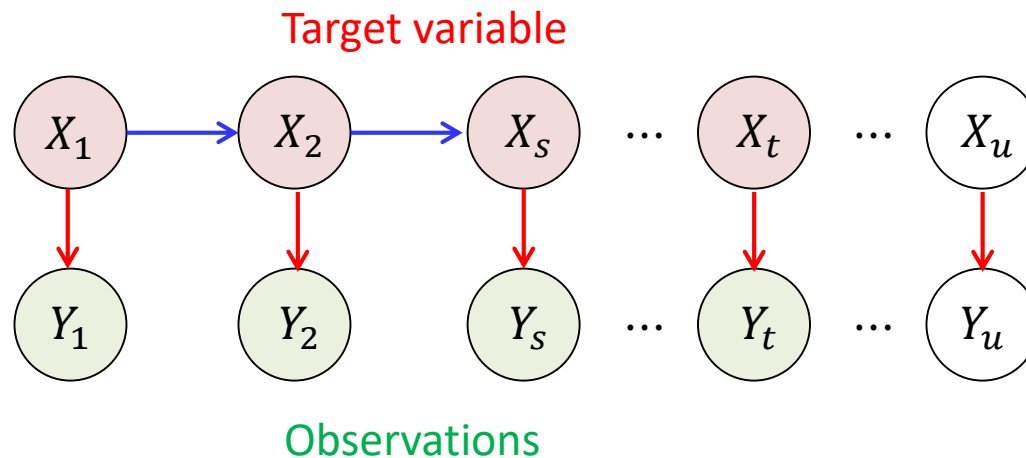 Target variable
X₁ X₂ Xₛ ... Xₜ ... Xᵤ
Y₁ Y₂ Yₛ ... Yₜ ... Yᵤ
Observations